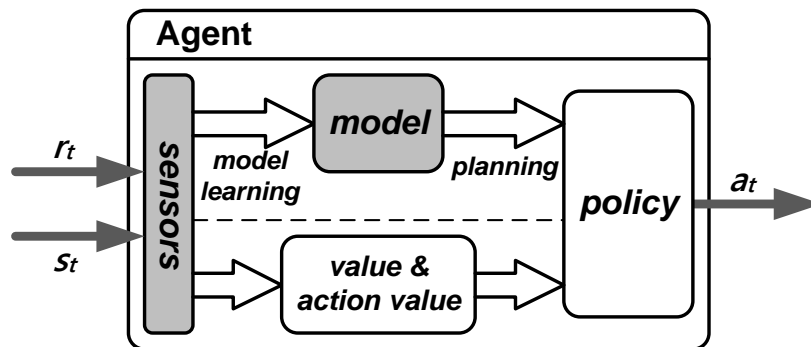 Agent
r_t
s_t
sensors
model
learning
model
planning
value &
action value
policy
a_t